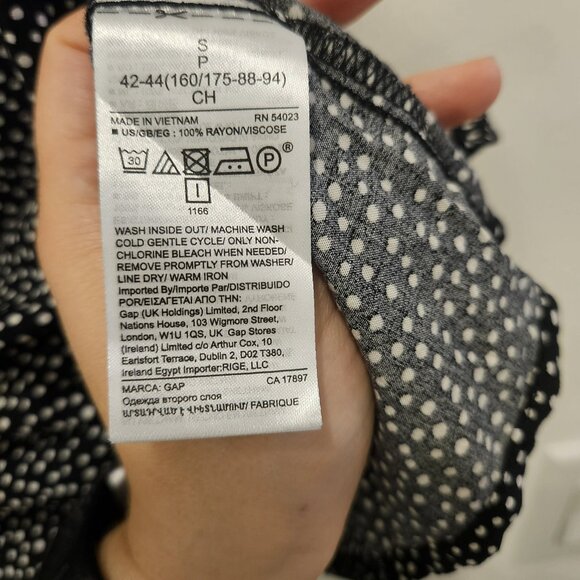 S
P
42-44(160/175-88-94)
CH
MADE IN VIETNAM RN 54023
US/GB/EG : 100% RAYON/VISCOSE
30 P ®
I
1166
WASH INSIDE OUT/ MACHINE WASH
COLD GENTLE CYCLE/ ONLY NON-
CHLORINE BLEACH WHEN NEEDED/
REMOVE PROMPTLY FROM WASHER/
LINE DRY/ WARM IRON
Imported By/Importe Par/DISTRIBUIDO
POR/ΕΙΣΑΓΕΤΑΙ ΑΠΟ ΤΗΝ:
Gap (UK Holdings) Limited, 2nd Floor
Nations House, 103 Wigmore Street,
London, W1U 1QS, UK Gap Stores
(Ireland) Limited c/o Arthur Cox, 10
Earlsfort Terrace, Dublin 2, D02 T380,
Ireland Egypt Importer:RIGE, LLC
MARCA: GAP CA 17897
Одежда второго слоя
ԱՐՏԱԴՐՎԱԾ Է ՎԻԵՏՆԱՄՈՒՄ/ FABRIQUE